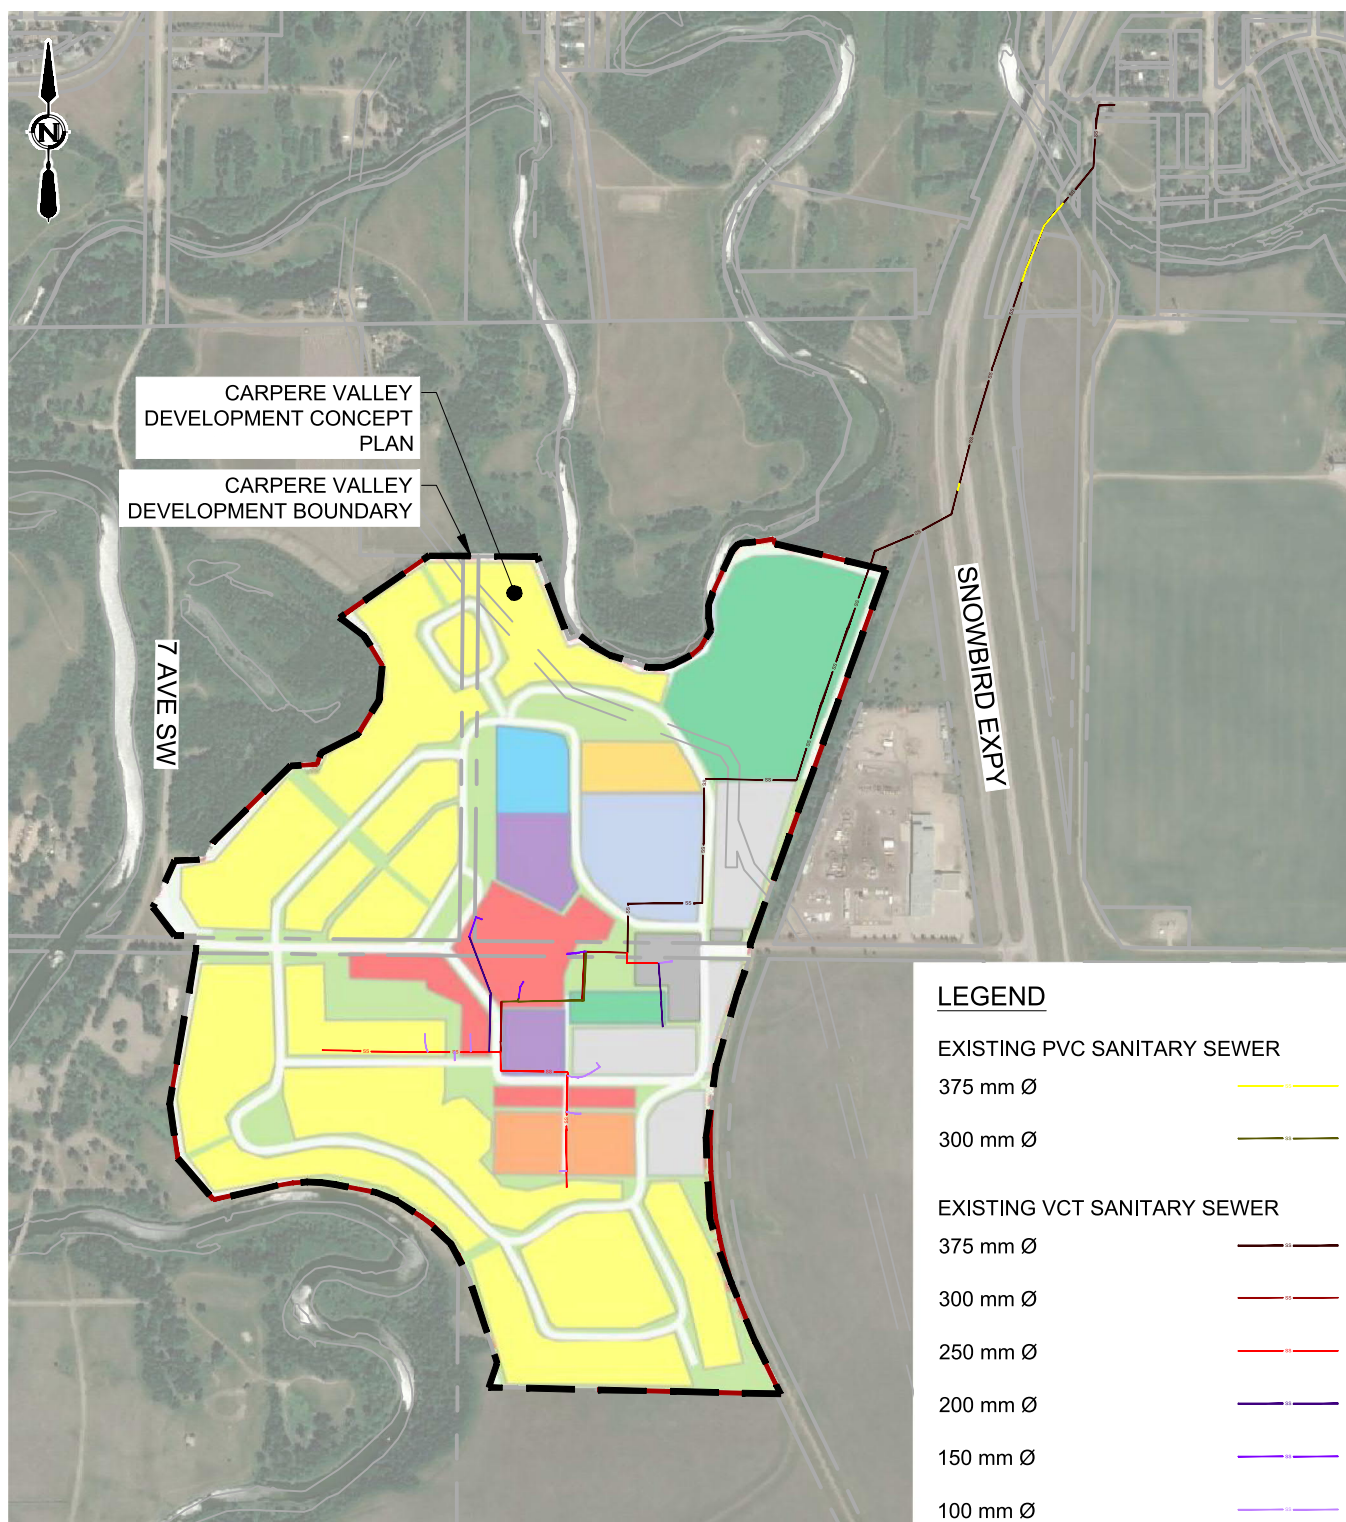 N
CARPERE VALLEY
DEVELOPMENT CONCEPT
PLAN
CARPERE VALLEY
DEVELOPMENT BOUNDARY
7 AVE SW
SNOWBIRD EXPY
LEGEND
EXISTING PVC SANITARY SEWER
375 mm Ø
300 mm Ø
EXISTING VCT SANITARY SEWER
375 mm Ø
300 mm Ø
250 mm Ø
200 mm Ø
150 mm Ø
100 mm Ø